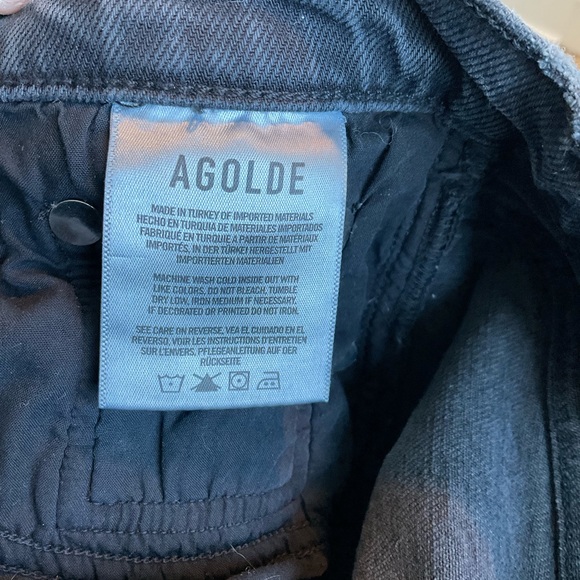 AGOLDE
MADE IN TURKEY OF IMPORTED MATERIALS
HECHO EN TURQUIA DE MATERIALES IMPORTADOS
FABRIQUÉ EN TURQUIE A PARTIR DE MATÉRIAUX
IMPORTÉS. IN DER TÜRKEI HERGESTELLT MIT
IMPORTIERTEN MATERIALIEN
MACHINE WASH COLD INSIDE OUT WITH
LIKE COLORS, DO NOT BLEACH, TUMBLE
DRY LOW, IRON MEDIUM IF NECESSARY,
IF DECORATED OR PRINTED DO NOT IRON.
SEE CARE ON REVERSE, VEA EL CUIDADO EN EL
REVERSO, VOIR LES INSTRUCTIONS D'ENTRETIEN
SUR L'ENVERS, PFLEGEANLEITUNG AUF DER
RÜCKSEITE